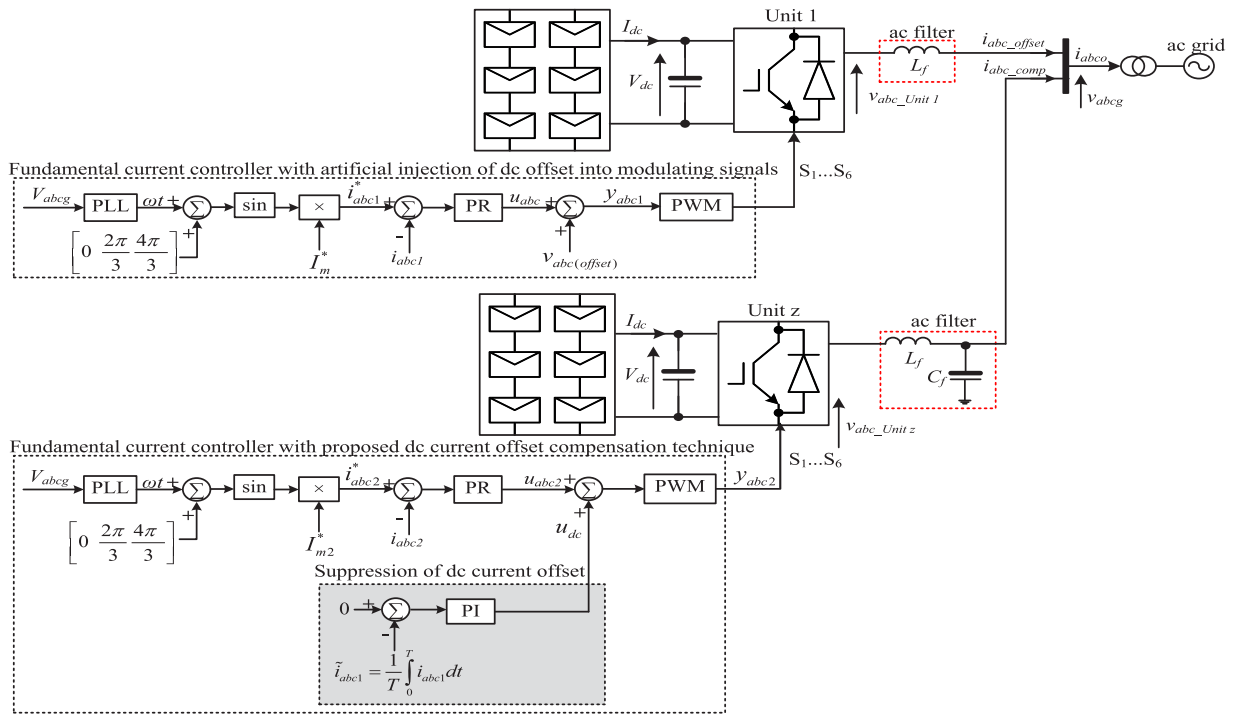 Unit 1
I_dc
V_dc
ac filter
L_f
v_abc_Unit 1
i_abc_offset
i_abc_comp
i_abco
v_abcg
ac grid
S₁...S₆
Fundamental current controller with artificial injection of dc offset into modulating signals
V_abcg
PLL
ωt
+
Σ
+
[0 2π/3 4π/3]
sin
×
I*_m
i*_abc1
+
Σ
-
i_abc1
PR
u_abc
+
Σ
+
v_abc(offset)
y_abc1
PWM
Unit z
I_dc
V_dc
ac filter
L_f
C_f
v_abc_Unit z
S₁...S₆
Fundamental current controller with proposed dc current offset compensation technique
V_abcg
PLL
ωt
+
Σ
+
[0 2π/3 4π/3]
sin
×
I*_m2
i*_abc2
+
Σ
-
i_abc2
PR
u_abc2
+
Σ
+
u_dc
PWM
y_abc2
Suppression of dc current offset
0
+
Σ
-
PI
ĩ_abc1 = 1/T ∫₀ᵀ i_abc1 dt